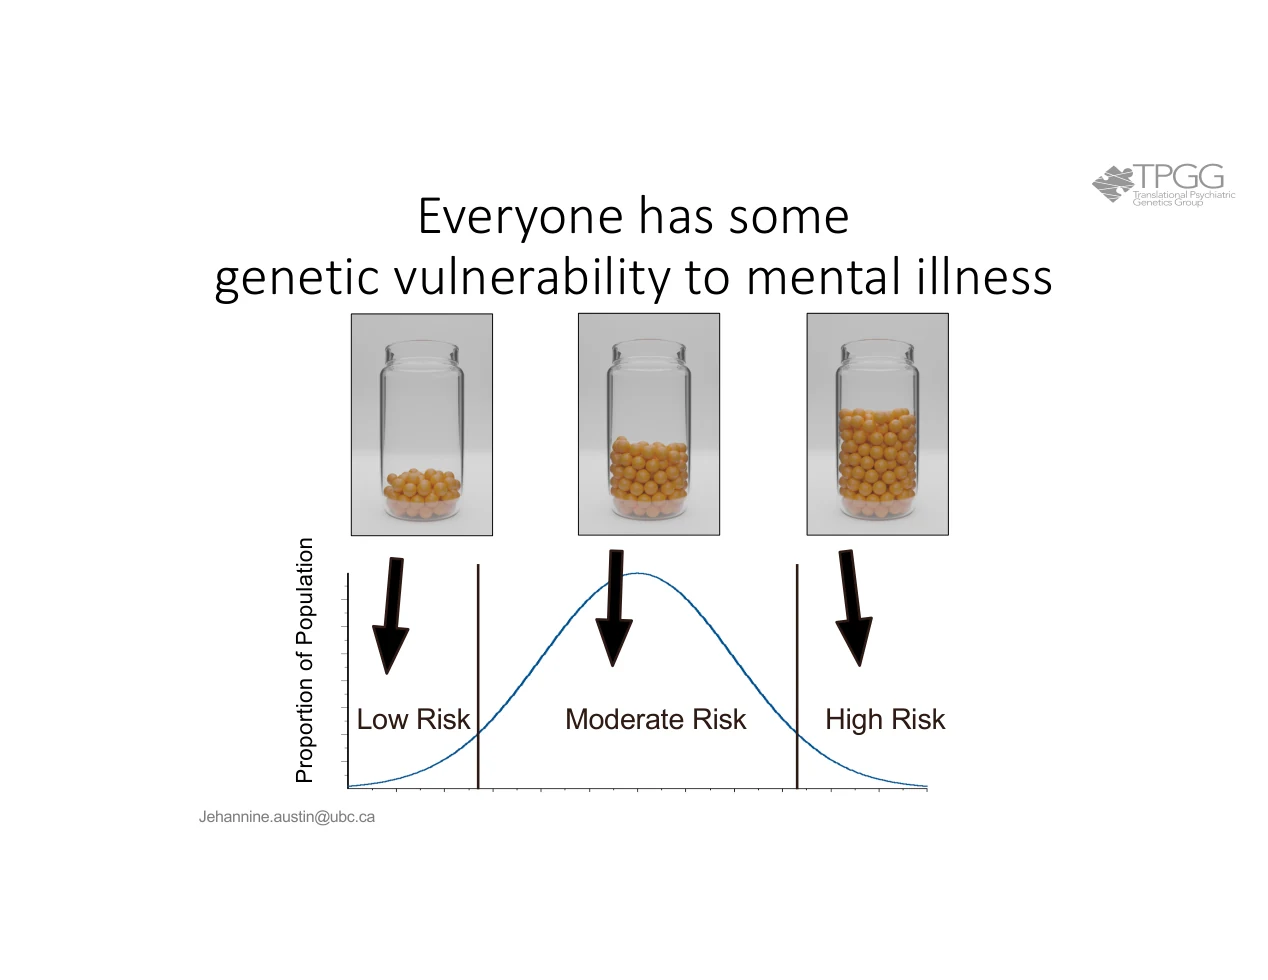 TPGG
Translational Psychiatric
Genetics Group
Everyone has some
genetic vulnerability to mental illness
Proportion of Population
Low Risk
Moderate Risk
High Risk
Jehannine.austin@ubc.ca